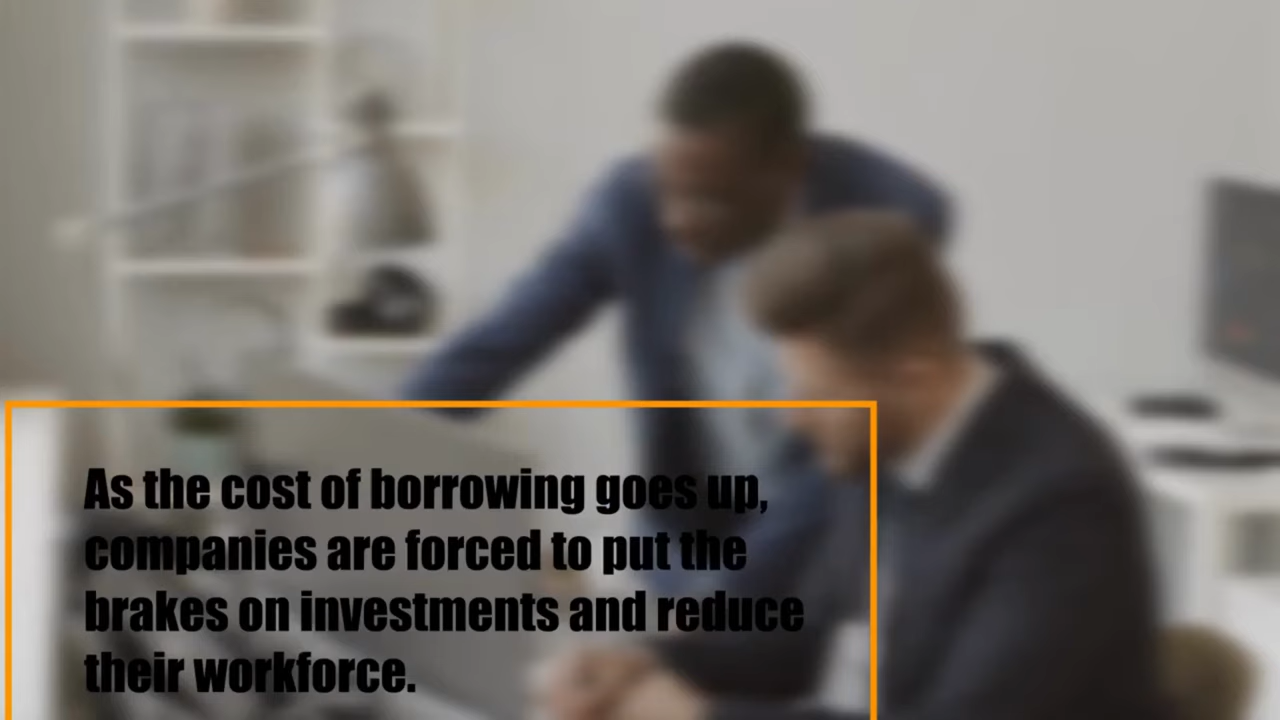 As the cost of borrowing goes up,
companies are forced to put the
brakes on investments and reduce
their workforce.